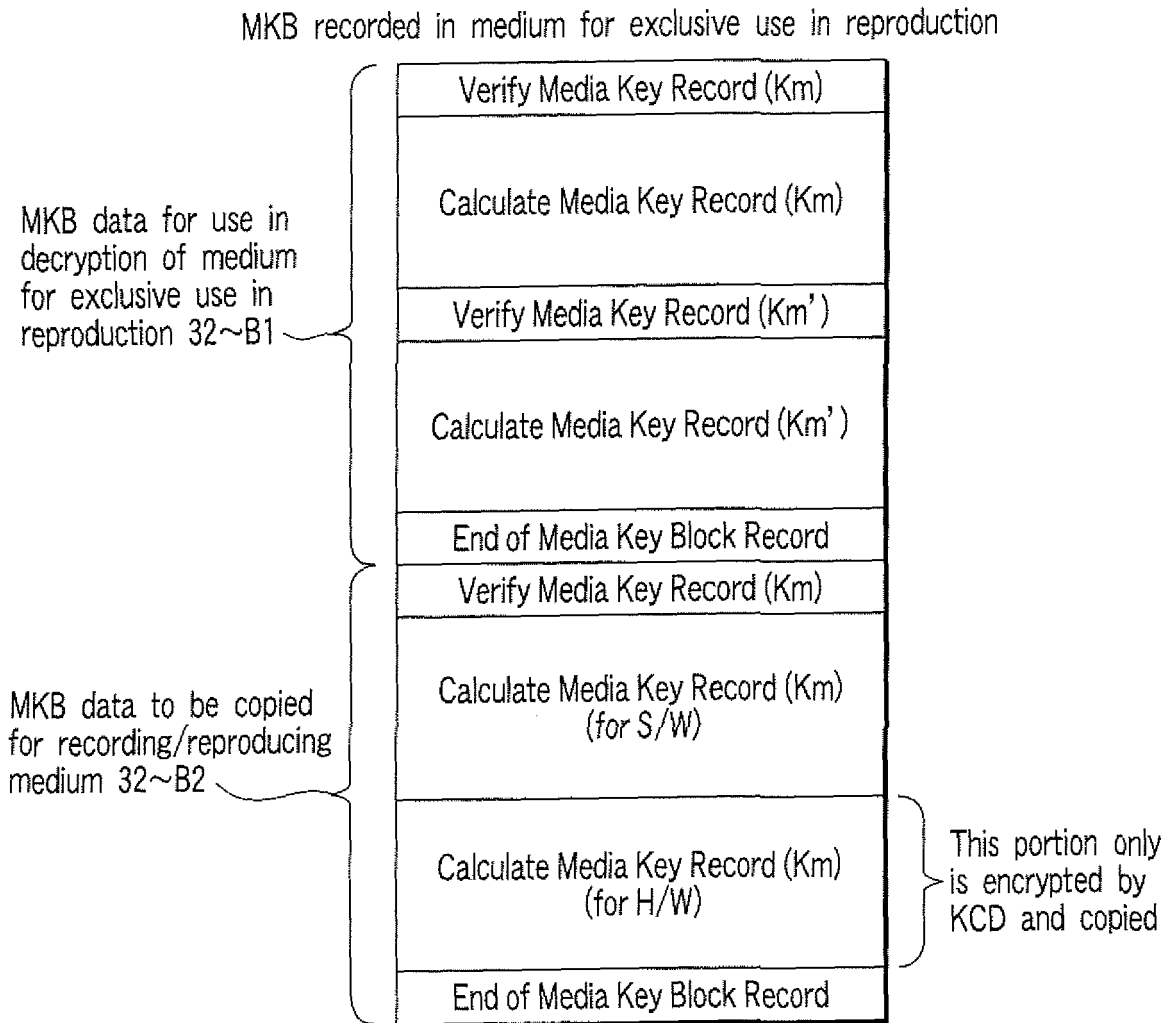 MKB recorded in medium for exclusive use in reproduction
Verify Media Key Record (Km)
Calculate Media Key Record (Km)
MKB data for use in
decryption of medium
for exclusive use in
reproduction 32~B1
Verify Media Key Record (Km')
Calculate Media Key Record (Km')
End of Media Key Block Record
Verify Media Key Record (Km)
Calculate Media Key Record (Km)
(for S/W)
MKB data to be copied
for recording/reproducing
medium 32~B2
Calculate Media Key Record (Km)
(for H/W)
This portion only
is encrypted by
KCD and copied
End of Media Key Block Record